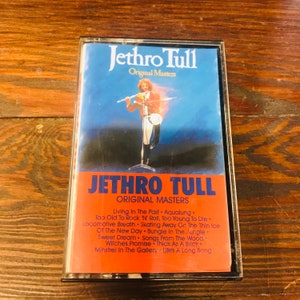 Jethro Tull
Original Masters
JETHRO TULL
ORIGINAL MASTERS
Living In The Past • Aqualung •
Too Old To Rock 'N' Roll, Too Young To Die •
Locomotive Breath • Skating Away On The Thin Ice
Of The New Day • Bungle In The Jungle •
Sweet Dream • Songs From The Wood
Witches Promise • Thick As A Brick •
Minstrel In The Gallery • Life's A Long Song